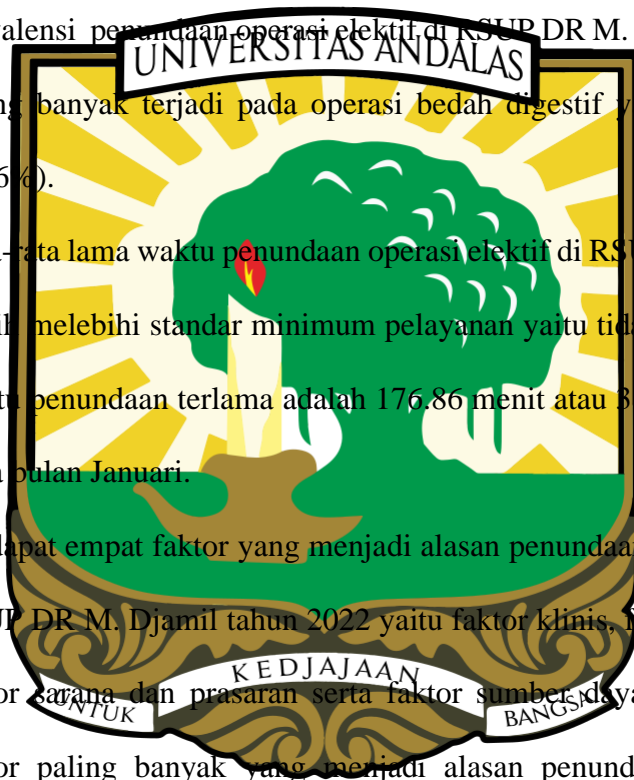 valensi penundaan operasi elektif di RSUP DR M.
UNIVERSITAS ANDALAS
g banyak terjadi pada operasi bedah digestif y
6%).
-rata lama waktu penundaan operasi elektif di RSU
ih melebihi standar minimum pelayanan yaitu tida
tu penundaan terlama adalah 176.86 menit atau 3
a bulan Januari.
dapat empat faktor yang menjadi alasan penundaan
UP DR M. Djamil tahun 2022 yaitu faktor klinis,
KEDJAJAAN
or sarana dan prasaran serta faktor sumber daya
UNTUK BANGSA
or paling banyak yang menjadi alasan penund